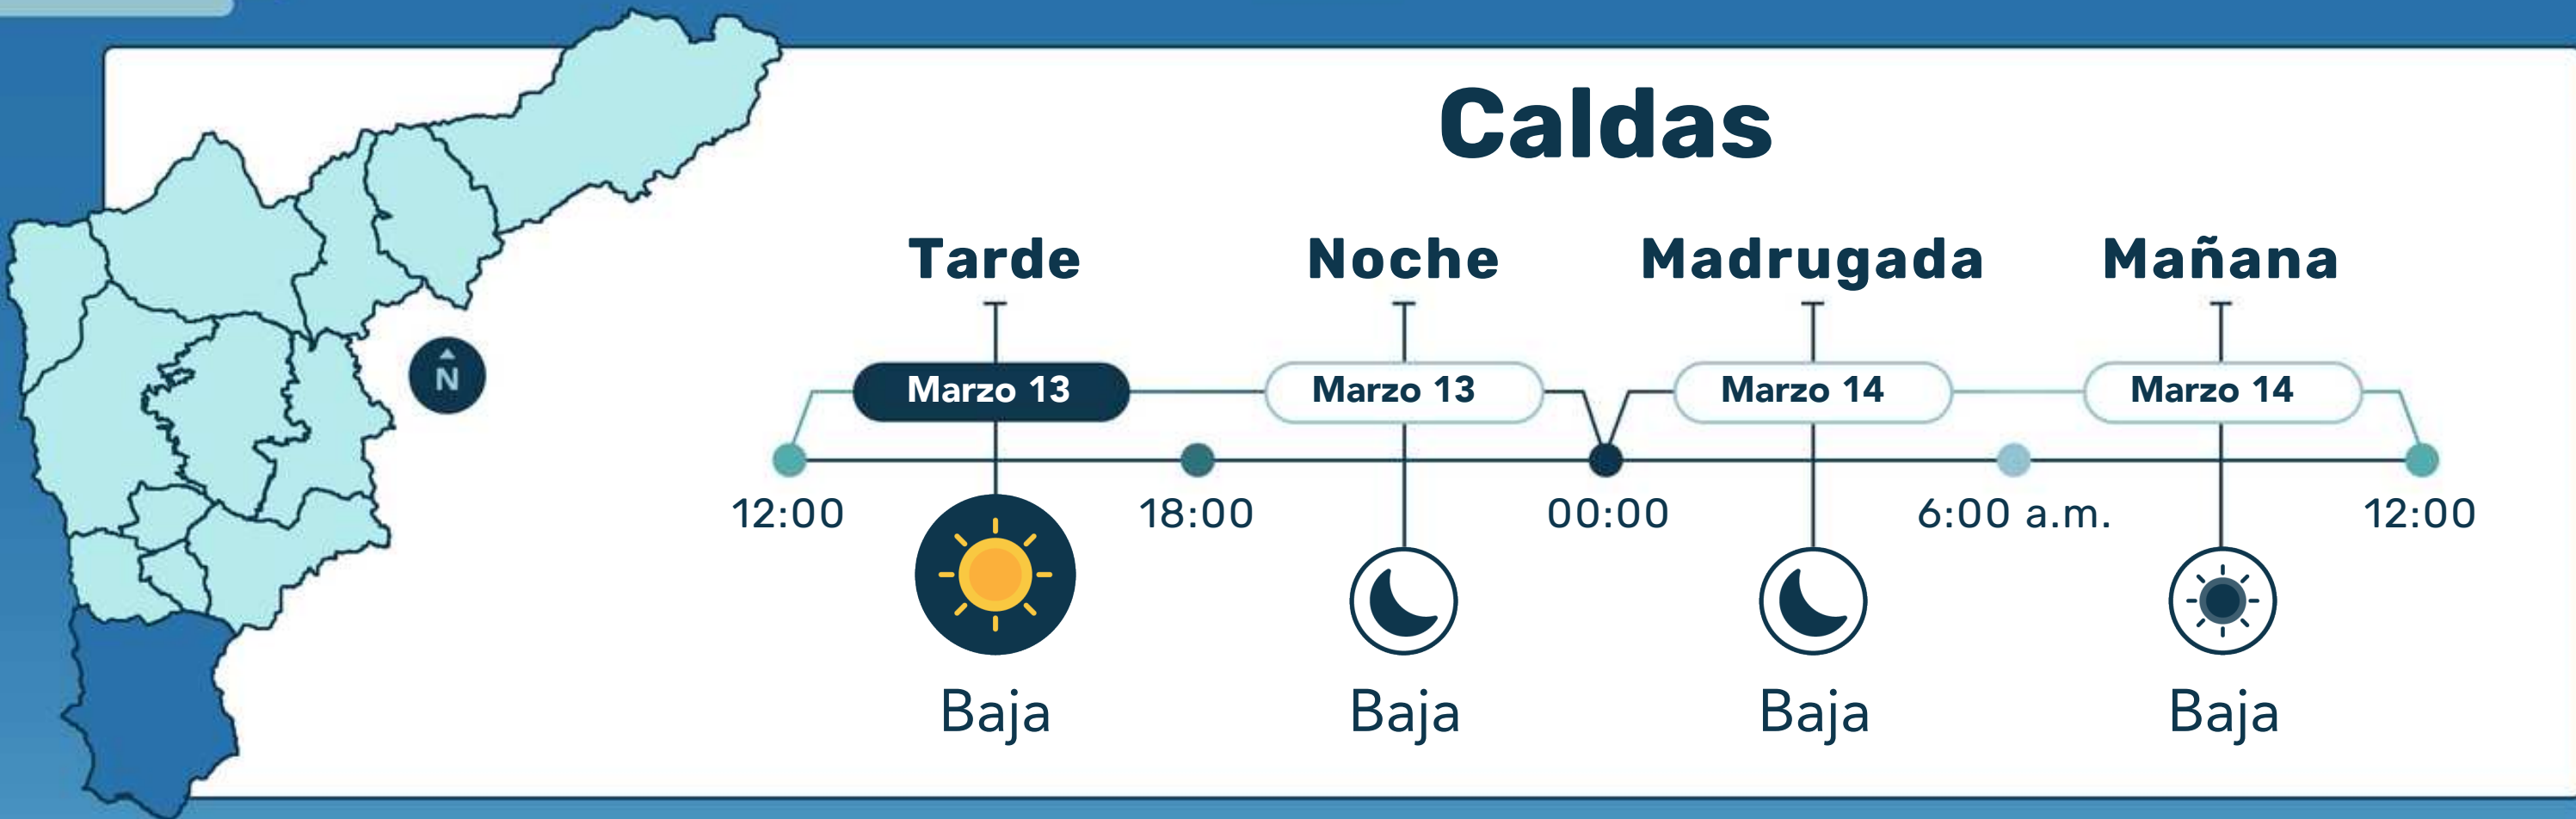 Caldas
Tarde Noche Madrugada Mañana
Marzo 13 Marzo 13 Marzo 14 Marzo 14
N
12:00 18:00 00:00 6:00 a.m. 12:00
Baja Baja Baja Baja